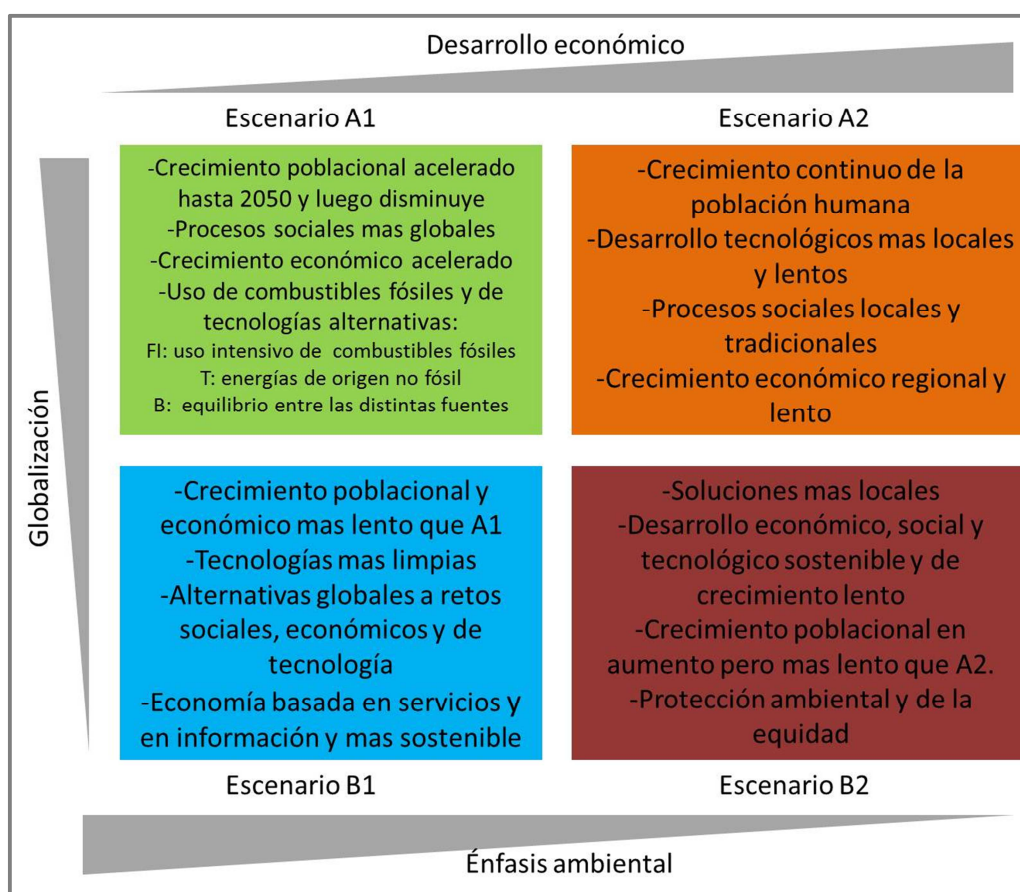 Desarrollo económico
Escenario A1
Escenario A2
-Crecimiento poblacional acelerado
hasta 2050 y luego disminuye
-Procesos sociales mas globales
-Crecimiento económico acelerado
-Uso de combustibles fósiles y de
tecnologías alternativas:
FI: uso intensivo de combustibles fósiles
T: energías de origen no fósil
B: equilibrio entre las distintas fuentes
-Crecimiento continuo de la
población humana
-Desarrollo tecnológicos mas locales
y lentos
-Procesos sociales locales y
tradicionales
-Crecimiento económico regional y
lento
Globalización
-Crecimiento poblacional y
económico mas lento que A1
-Tecnologías mas limpias
-Alternativas globales a retos
sociales, económicos y de
tecnología
-Economía basada en servicios y
en información y mas sostenible
-Soluciones mas locales
-Desarrollo económico, social y
tecnológico sostenible y de
crecimiento lento
-Crecimiento poblacional en
aumento pero mas lento que A2.
-Protección ambiental y de la
equidad
Escenario B1
Escenario B2
Énfasis ambiental